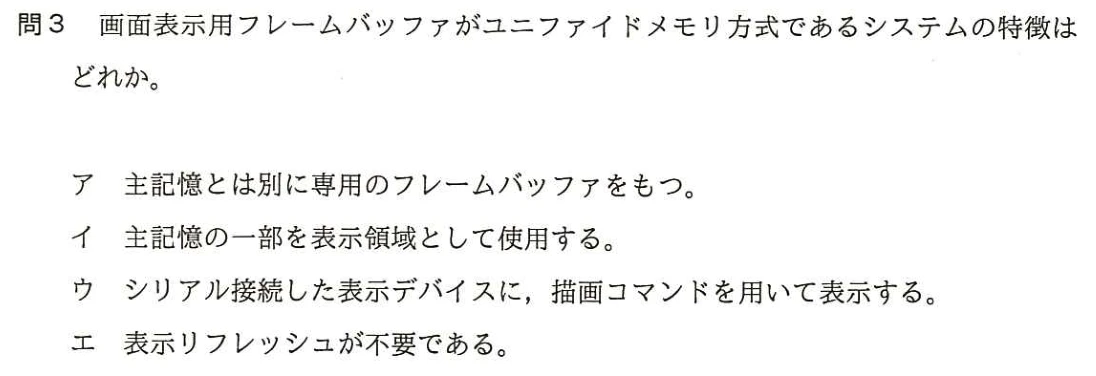 問3 画面表示用フレームバッファがユニファイドメモリ方式であるシステムの特徴は
どれか。
ア 主記憶とは別に専用のフレームバッファをもつ。
イ 主記憶の一部を表示領域として使用する。
ウ シリアル接続した表示デバイスに，描画コマンドを用いて表示する。
エ 表示リフレッシュが不要である。